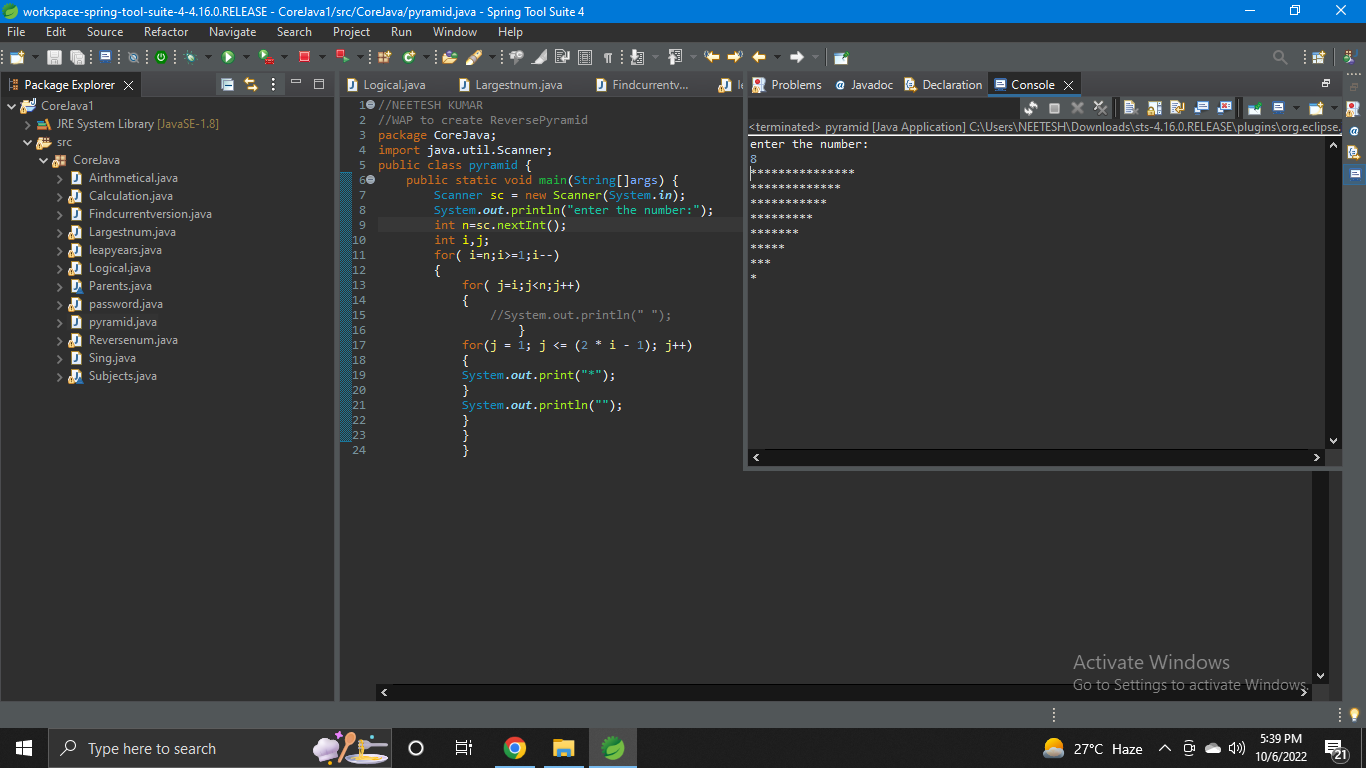 workspace-spring-tool-suite-4-4.16.0.RELEASE - CoreJava1/src/CoreJava/pyramid.java - Spring Tool Suite 4
File Edit Source Refactor Navigate Search Project Run Window Help
Package Explorer
CoreJava1
JRE System Library [JavaSE-1.8]
src
CoreJava
Airthmetical.java
Calculation.java
Findcurrentversion.java
Largestnum.java
leapyears.java
Logical.java
Parents.java
password.java
pyramid.java
Reversenum.java
Sing.java
Subjects.java
Logical.java Largestnum.java Findcurrentv...
1 //NEETESH KUMAR
2 //WAP to create ReversePyramid
3 package CoreJava;
4 import java.util.Scanner;
5 public class pyramid {
6 public static void main(String[]args) {
7 Scanner sc = new Scanner(System.in);
8 System.out.println("enter the number:");
9 int n=sc.nextInt();
10 int i,j;
11 for( i=n;i>=1;i--)
12 {
13 for( j=i;j<n;j++)
14 {
15 //System.out.println(" ");
16 }
17 for(j = 1; j <= (2 * i - 1); j++)
18 {
19 System.out.print("*");
20 }
21 System.out.println("");
22 }
23 }
24 }
Problems @ Javadoc Declaration Console
<terminated> pyramid [Java Application] C:\Users\NEETESH\Downloads\sts-4.16.0.RELEASE\plugins\org.eclipse.
enter the number:
8
***************
*************
***********
*********
*******
*****
***
*
Activate Windows
Go to Settings to activate Windows.
Type here to search
27°C Haze
5:39 PM
10/6/2022
21